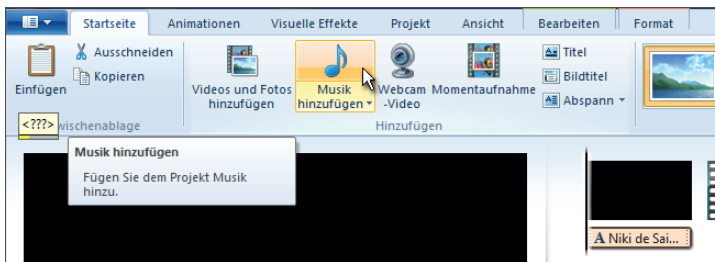 Startseite Animationen Visuelle Effekte Projekt Ansicht Bearbeiten Format
Ausschneiden
Kopieren
Einfügen
Videos und Fotos
hinzufügen
Musik
hinzufügen
Webcam
-Video
Momentaufnahme
Titel
Bildtitel
Abspann
<???>
wischenablage
Hinzufügen
Musik hinzufügen
Fügen Sie dem Projekt Musik
hinzu.
A Niki de Sai...